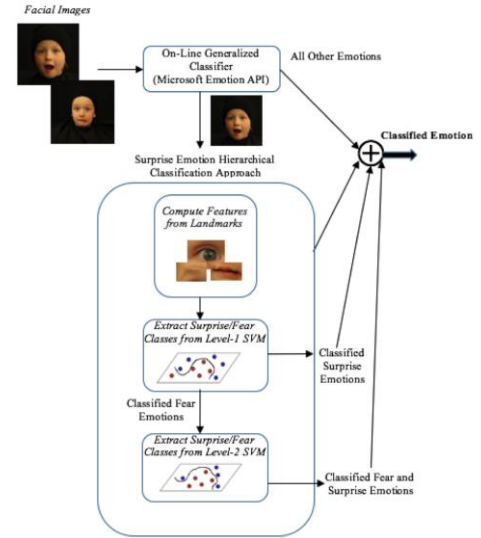 Facial Images
On-Line Generalized
Classifier
(Microsoft Emotion API)
All Other Emotions
Classified Emotion
Surprise Emotion Hierarchical
Classification Approach
Compute Features
from Landmarks
Extract Surprise/Fear
Classes from Level-1 SVM
Classified
Surprise
Emotions
Classified Fear
Emotions
Extract Surprise/Fear
Classes from Level-2 SVM
Classified Fear and
Surprise Emotions